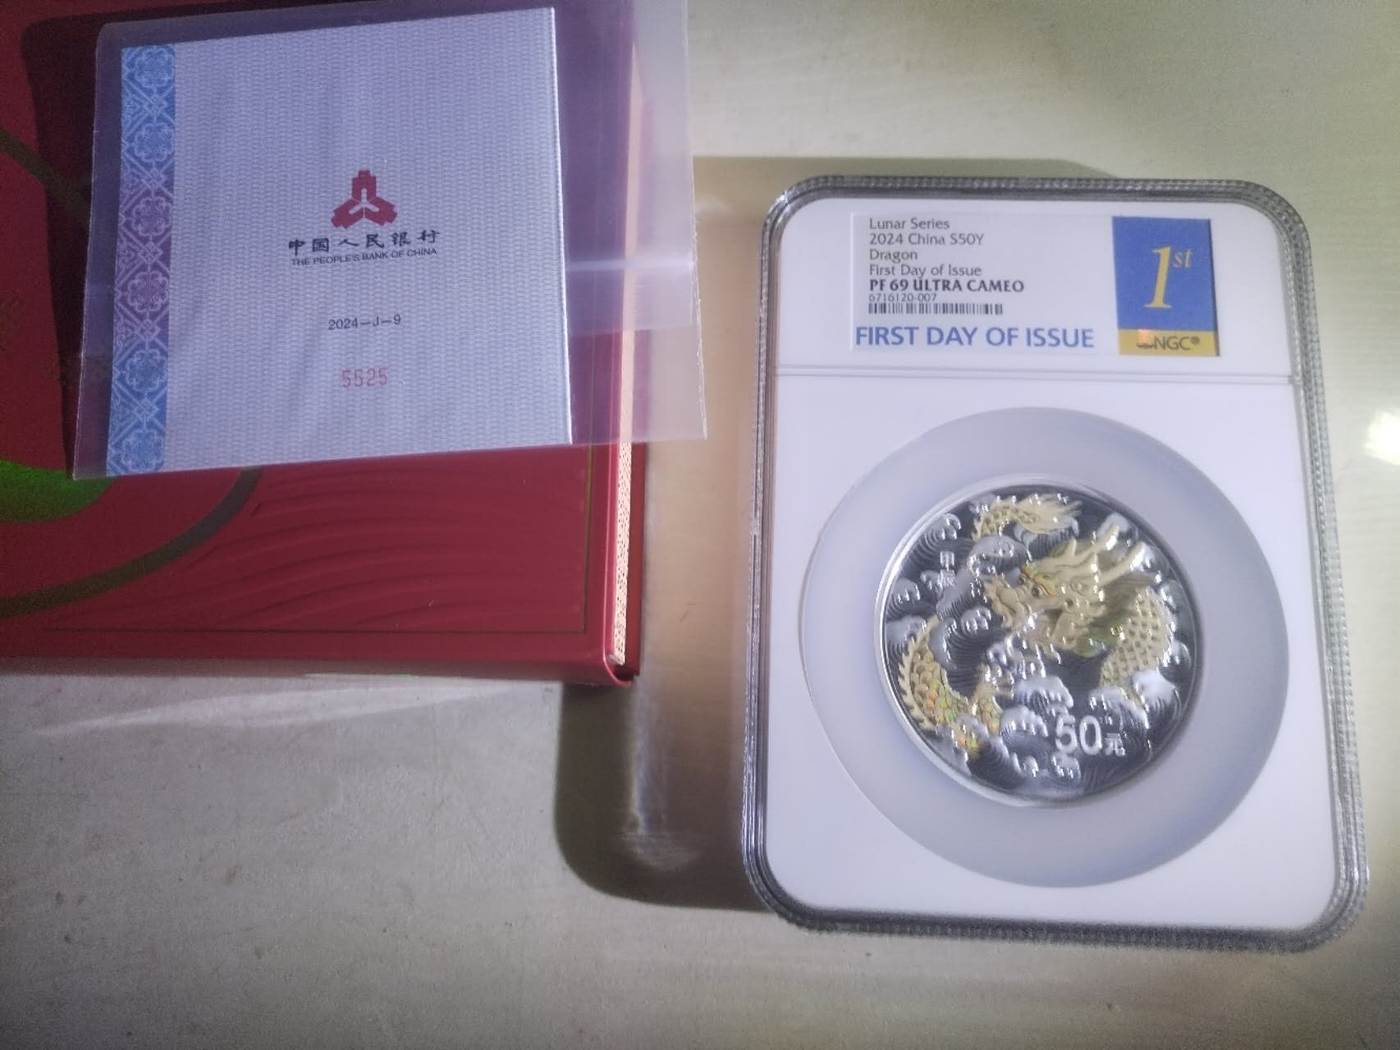 中国人民银行
THE PEOPLE'S BANK OF CHINA
2024—J—9
5525
Lunar Series
2024 China S50Y
Dragon
First Day of Issue
PF 69 ULTRA CAMEO
6716120-007
FIRST DAY OF ISSUE
1st
NGC®
甲辰
50元